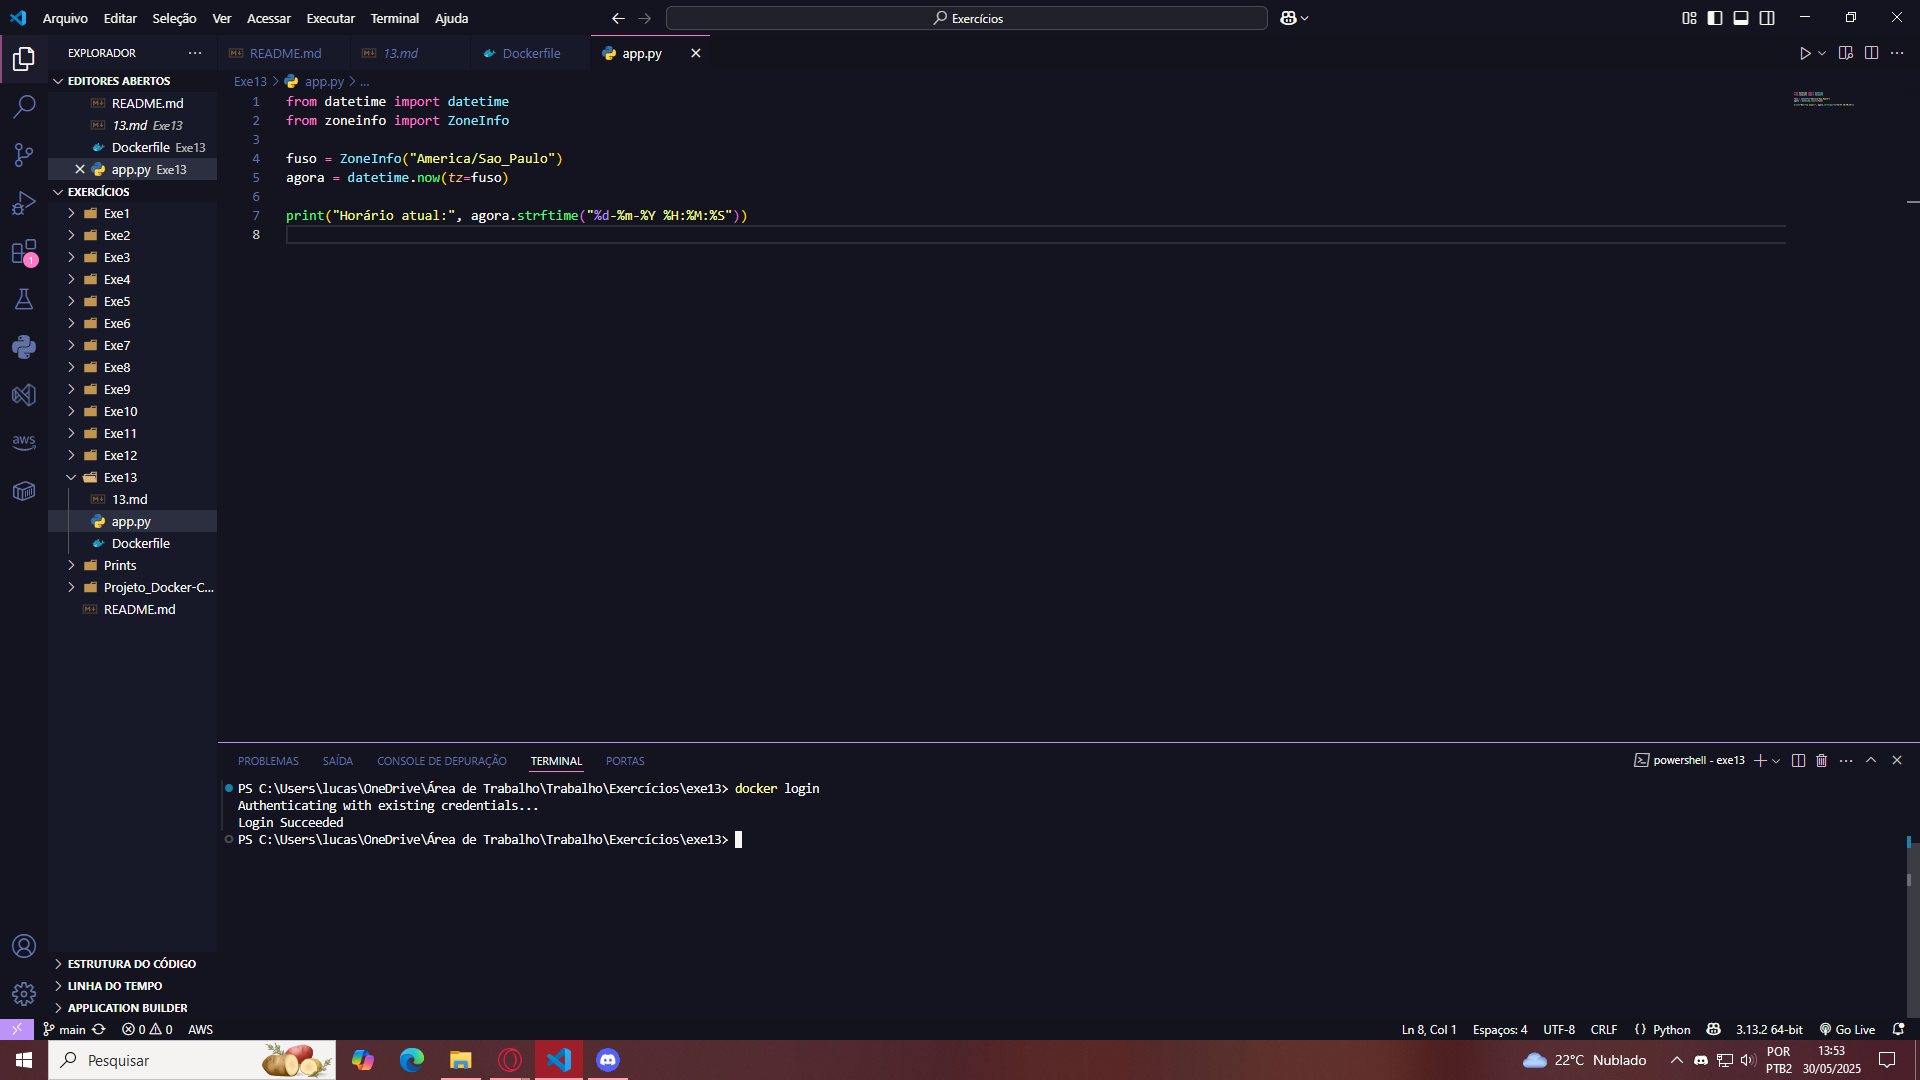 Arquivo Editar Seleção Ver Acessar Executar Terminal Ajuda
Exercícios
EXPLORADOR
README.md
13.md
Dockerfile
app.py
EDITORES ABERTOS
README.md
13.md Exe13
Dockerfile Exe13
app.py Exe13
EXERCÍCIOS
Exe1
Exe2
Exe3
Exe4
Exe5
Exe6
Exe7
Exe8
Exe9
Exe10
Exe11
Exe12
Exe13
13.md
app.py
Dockerfile
Prints
Projeto_Docker-C...
README.md
ESTRUTURA DO CÓDIGO
LINHA DO TEMPO
APPLICATION BUILDER
1
aws
Exe13 > app.py > ...
1 from datetime import datetime
2 from zoneinfo import ZoneInfo
3
4 fuso = ZoneInfo("America/Sao_Paulo")
5 agora = datetime.now(tz=fuso)
6
7 print("Horário atual:", agora.strftime("%d-%m-%Y %H:%M:%S"))
8
PROBLEMAS SAÍDA CONSOLE DE DEPURAÇÃO TERMINAL PORTAS
powershell - exe13
PS C:\Users\lucas\OneDrive\Área de Trabalho\Trabalho\Exercícios\exe13> docker login
Authenticating with existing credentials...
Login Succeeded
PS C:\Users\lucas\OneDrive\Área de Trabalho\Trabalho\Exercícios\exe13>
main 0 0 AWS
Ln 8, Col 1 Espaços: 4 UTF-8 CRLF {} Python 3.13.2 64-bit Go Live
Pesquisar
22°C Nublado
POR
PTB2
13:53
30/05/2025